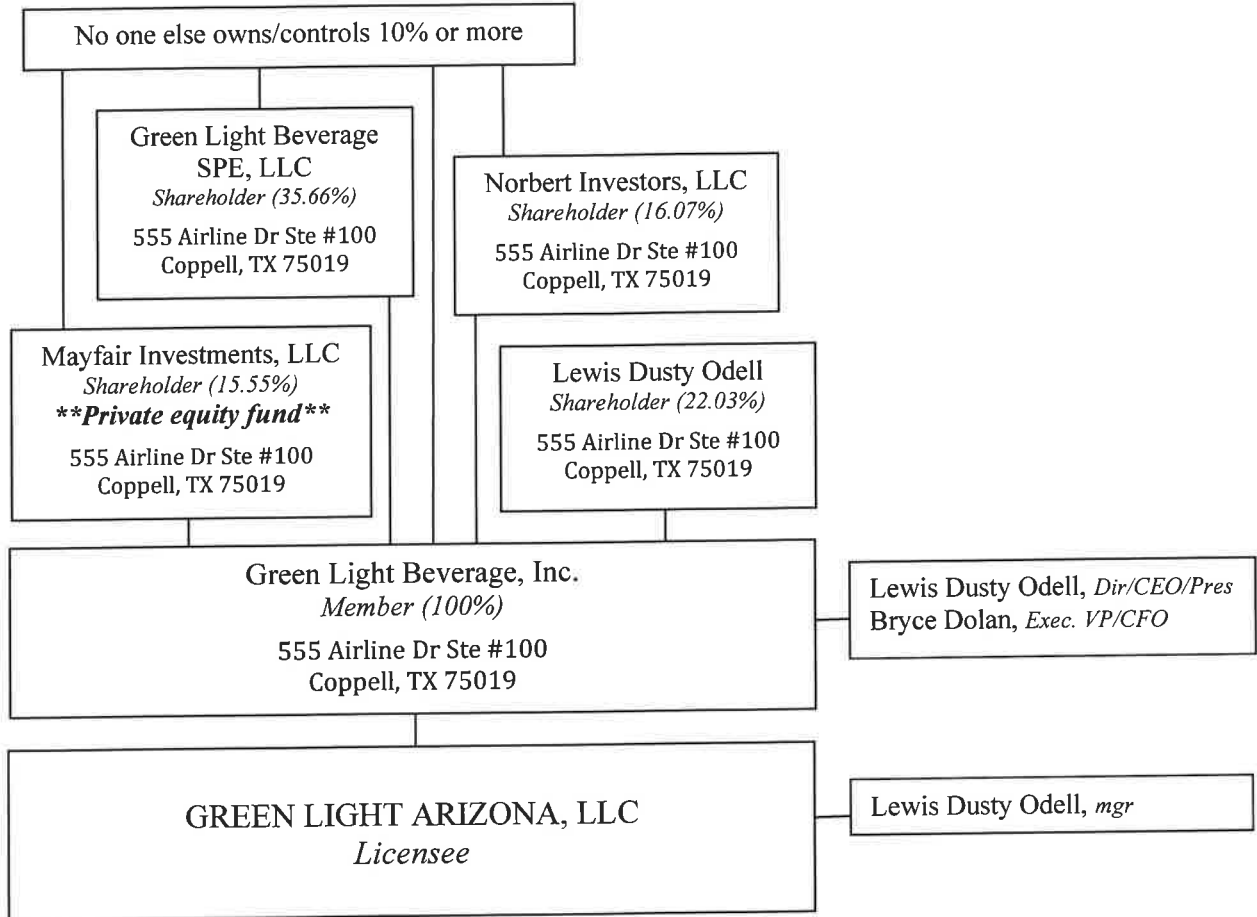 No one else owns/controls 10% or more
Green Light Beverage
SPE, LLC
Shareholder (35.66%)
555 Airline Dr Ste #100
Coppell, TX 75019
Norbert Investors, LLC
Shareholder (16.07%)
555 Airline Dr Ste #100
Coppell, TX 75019
Mayfair Investments, LLC
Shareholder (15.55%)
**Private equity fund**
555 Airline Dr Ste #100
Coppell, TX 75019
Lewis Dusty Odell
Shareholder (22.03%)
555 Airline Dr Ste #100
Coppell, TX 75019
Green Light Beverage, Inc.
Member (100%)
555 Airline Dr Ste #100
Coppell, TX 75019
Lewis Dusty Odell, Dir/CEO/Pres
Bryce Dolan, Exec. VP/CFO
GREEN LIGHT ARIZONA, LLC
Licensee
Lewis Dusty Odell, mgr